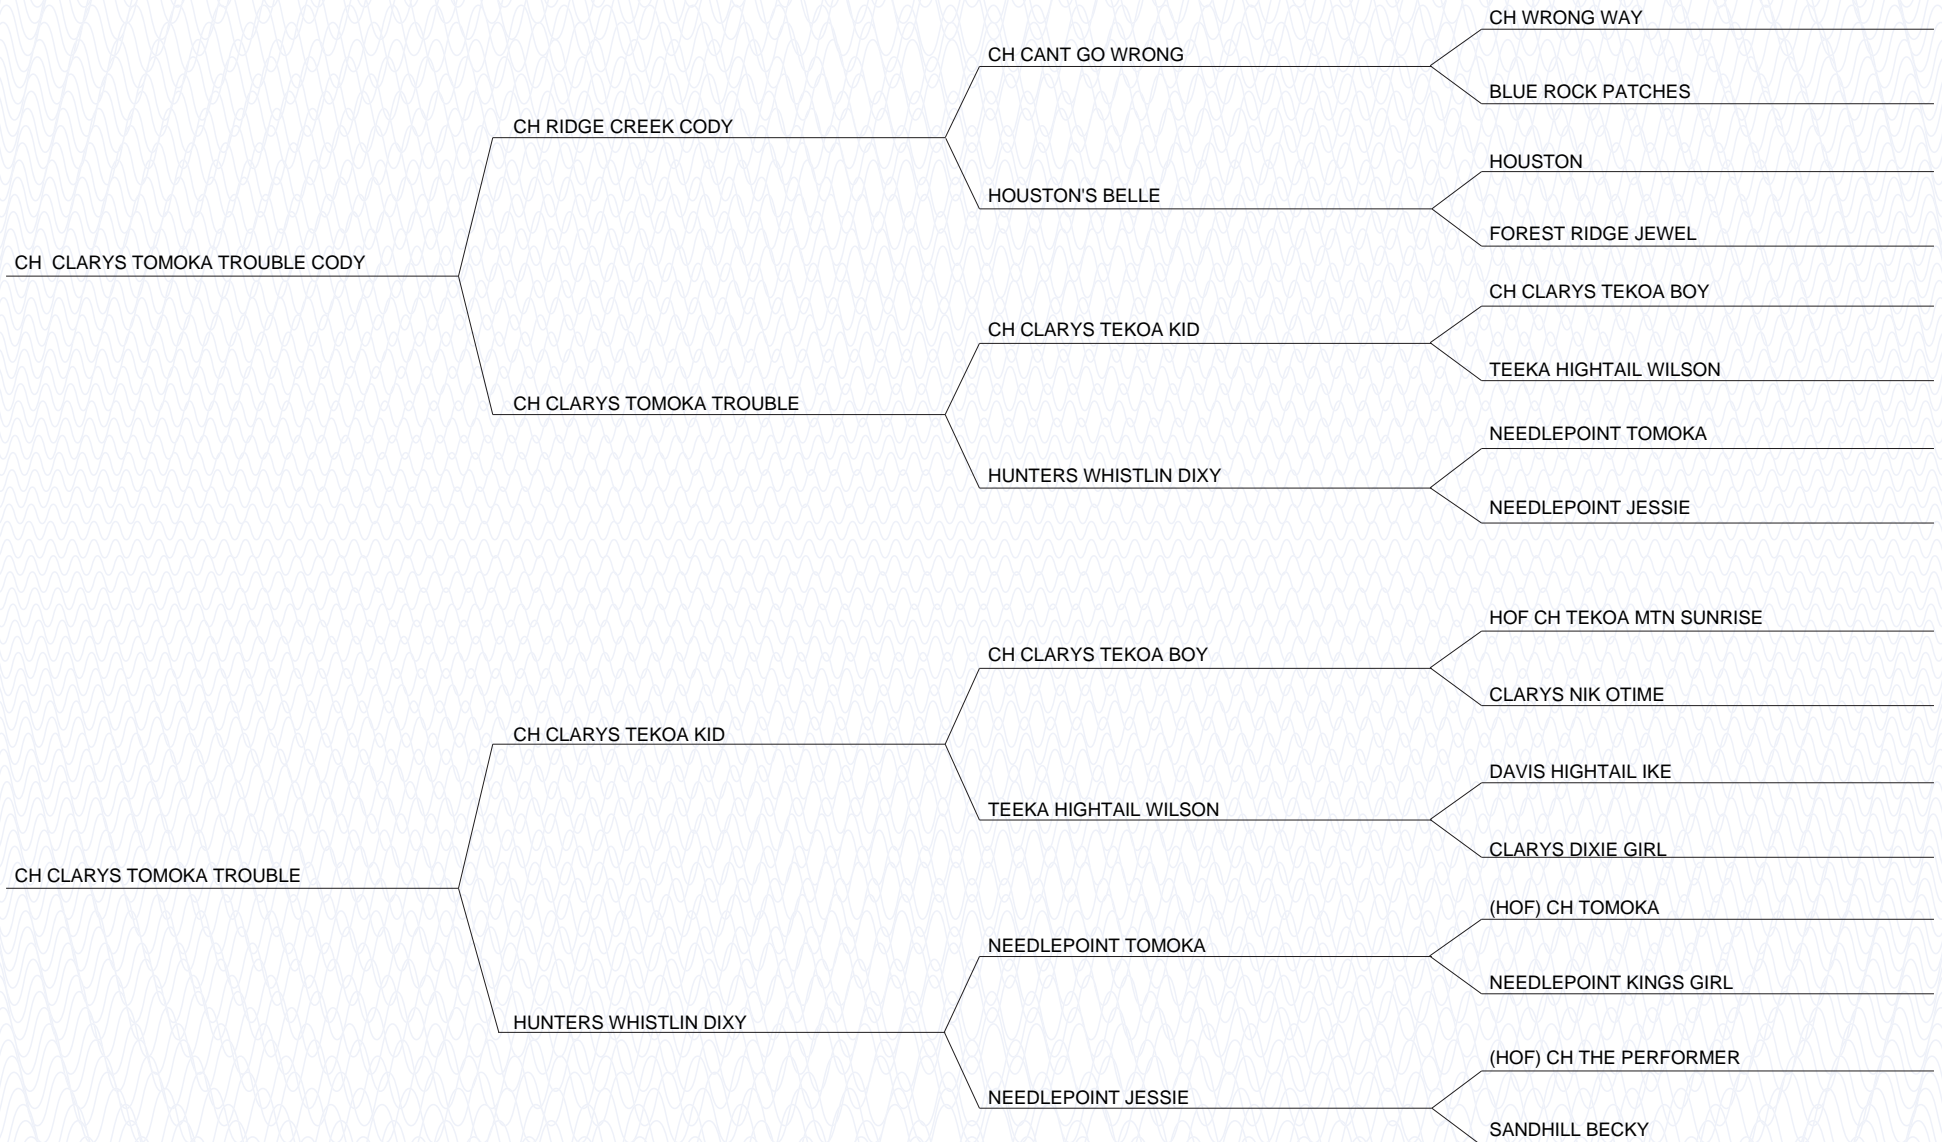 CH WRONG WAY
CH CANT GO WRONG
BLUE ROCK PATCHES
CH RIDGE CREEK CODY
HOUSTON
HOUSTON'S BELLE
FOREST RIDGE JEWEL
CH  CLARYS TOMOKA TROUBLE CODY
CH CLARYS TEKOA BOY
CH CLARYS TEKOA KID
TEEKA HIGHTAIL WILSON
CH CLARYS TOMOKA TROUBLE
NEEDLEPOINT TOMOKA
HUNTERS WHISTLIN DIXY
NEEDLEPOINT JESSIE
HOF CH TEKOA MTN SUNRISE
CH CLARYS TEKOA BOY
CLARYS NIK OTIME
CH CLARYS TEKOA KID
DAVIS HIGHTAIL IKE
TEEKA HIGHTAIL WILSON
CLARYS DIXIE GIRL
CH CLARYS TOMOKA TROUBLE
(HOF) CH TOMOKA
NEEDLEPOINT TOMOKA
NEEDLEPOINT KINGS GIRL
HUNTERS WHISTLIN DIXY
(HOF) CH THE PERFORMER
NEEDLEPOINT JESSIE
SANDHILL BECKY